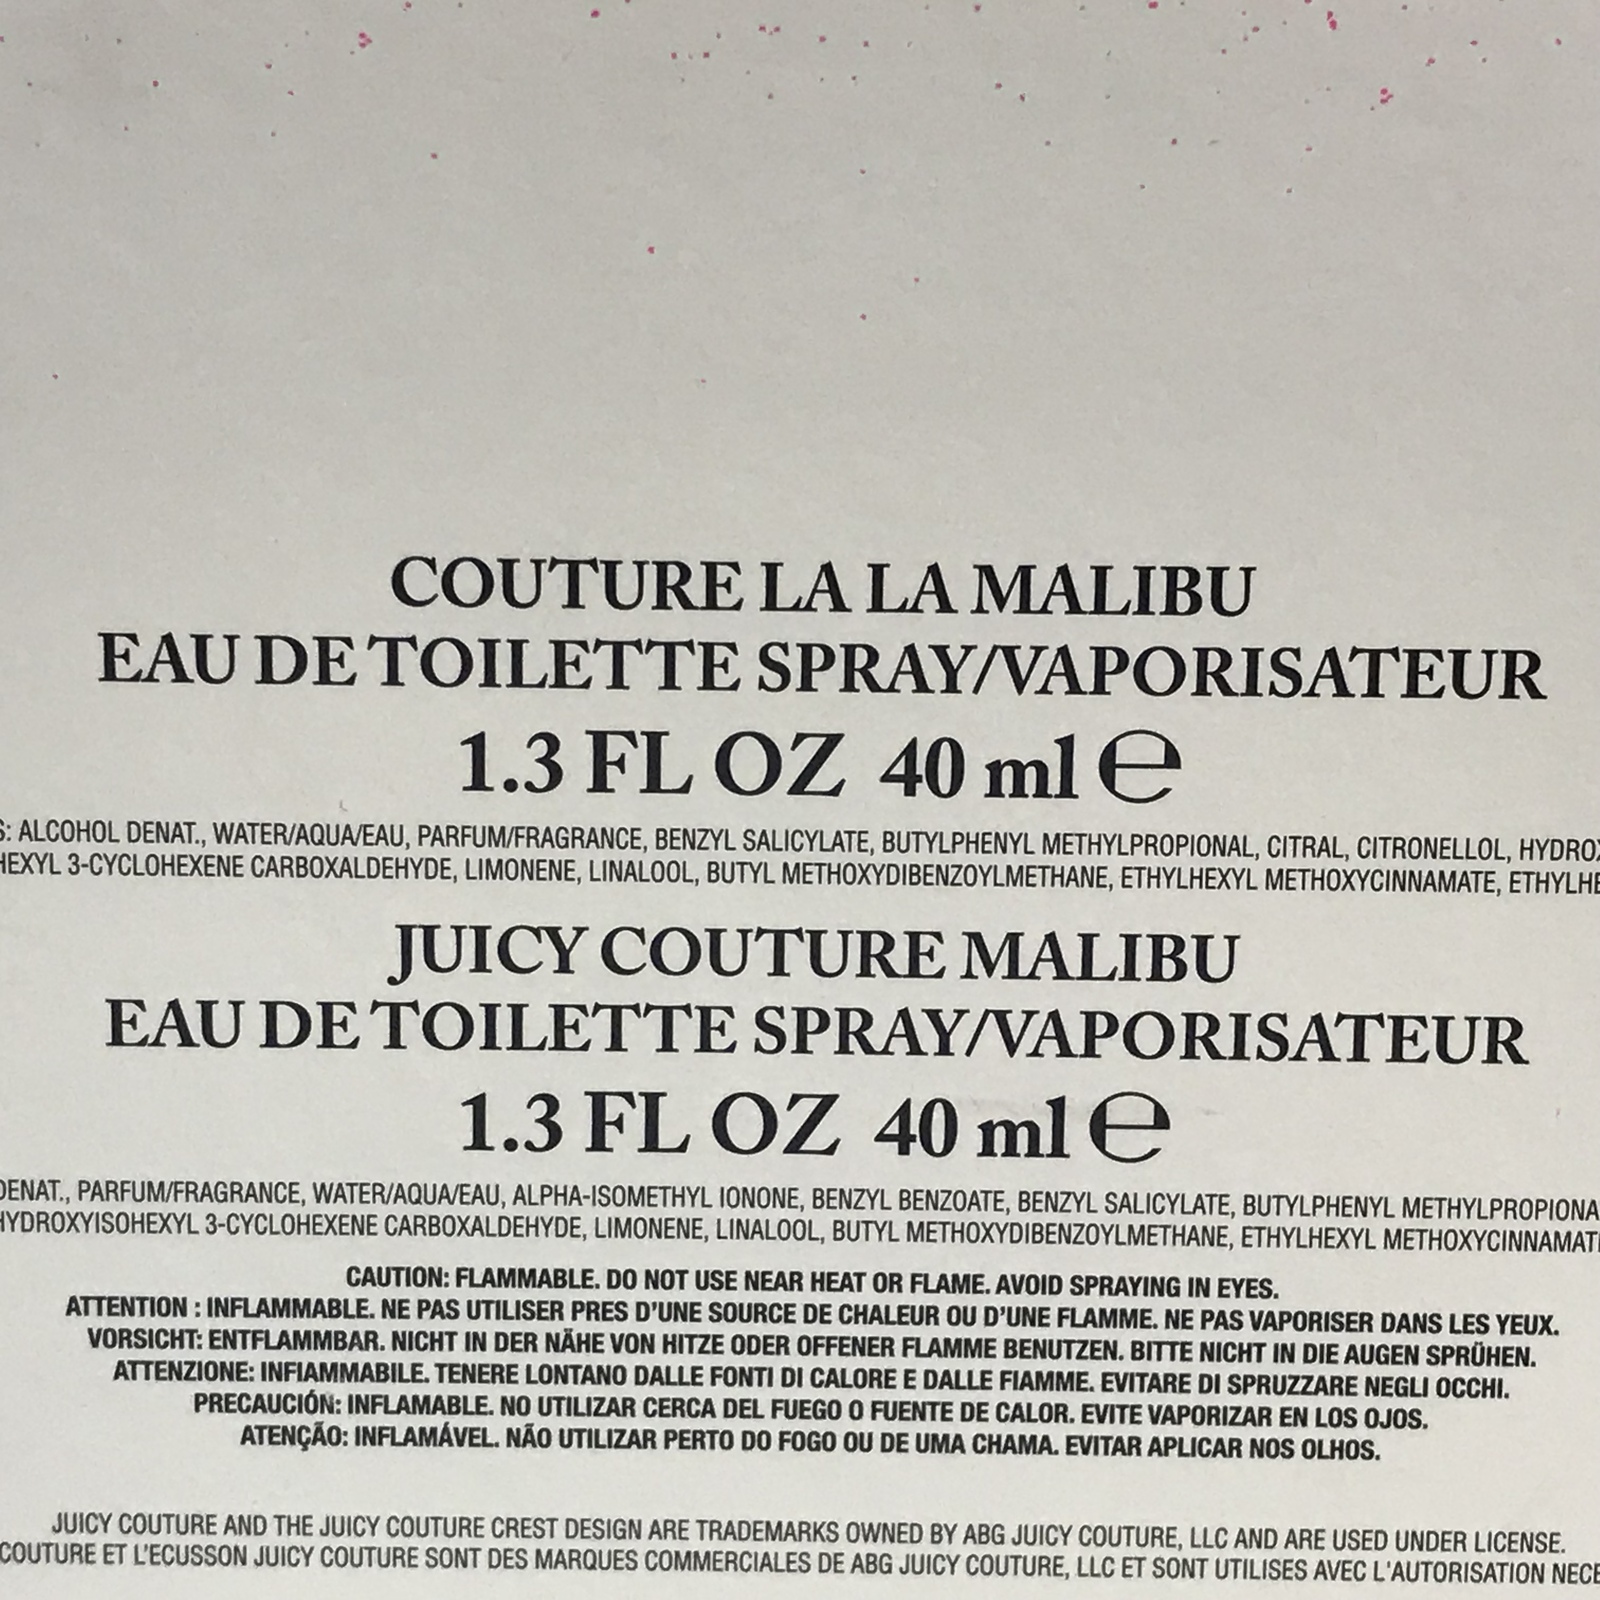 COUTURE LA LA MALIBU
EAU DE TOILETTE SPRAY/VAPORISATEUR
1.3 FL OZ 40 ml ℮
: ALCOHOL DENAT., WATER/AQUA/EAU, PARFUM/FRAGRANCE, BENZYL SALICYLATE, BUTYLPHENYL METHYLPROPIONAL, CITRAL, CITRONELLOL,
HEXYL 3-CYCLOHEXENE CARBOXALDEHYDE, LIMONENE, LINALOOL, BUTYL METHOXYDIBENZOYLMETHANE, ETHYLHEXYL METHOXYCINNAMATE,
JUICY COUTURE MALIBU
EAU DE TOILETTE SPRAY/VAPORISATEUR
1.3 FL OZ 40 ml ℮
DENAT., PARFUM/FRAGRANCE, WATER/AQUA/EAU, ALPHA-ISOMETHYL IONONE, BENZYL BENZOATE, BENZYL SALICYLATE, BUTYLPHENYL METHYLPROPIONA
HYDROXYISOHEXYL 3-CYCLOHEXENE CARBOXALDEHYDE, LIMONENE, LINALOOL, BUTYL METHOXYDIBENZOYLMETHANE, ETHYLHEXYL METHOXYCINNAMAT
CAUTION: FLAMMABLE. DO NOT USE NEAR HEAT OR FLAME. AVOID SPRAYING IN EYES.
ATTENTION : INFLAMMABLE. NE PAS UTILISER PRES D'UNE SOURCE DE CHALEUR OU D'UNE FLAMME. NE PAS VAPORISER DANS LES YEUX.
VORSICHT: ENTFLAMMBAR. NICHT IN DER NÄHE VON HITZE ODER OFFENER FLAMME BENUTZEN. BITTE NICHT IN DIE AUGEN SPRÜHEN.
ATTENZIONE: INFIAMMABILE. TENERE LONTANO DALLE FONTI DI CALORE E DALLE FIAMME. EVITARE DI SPRUZZARE NEGLI OCCHI.
PRECAUCIÓN: INFLAMABLE. NO UTILIZAR CERCA DEL FUEGO O FUENTE DE CALOR. EVITE VAPORIZAR EN LOS OJOS.
ATENÇÃO: INFLAMÁVEL. NÃO UTILIZAR PERTO DO FOGO OU DE UMA CHAMA. EVITAR APLICAR NOS OLHOS.
JUICY COUTURE AND THE JUICY COUTURE CREST DESIGN ARE TRADEMARKS OWNED BY ABG JUICY COUTURE, LLC AND ARE USED UNDER LICENSE.
COUTURE ET L'ECUSSON JUICY COUTURE SONT DES MARQUES COMMERCIALES DE ABG JUICY COUTURE, LLC ET SONT UTILISES AVEC L'AUTORISATION NECE